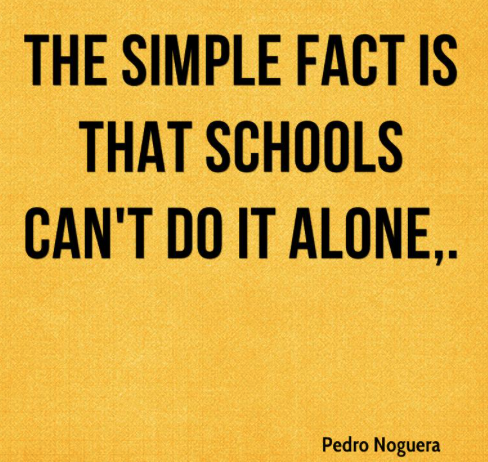 THE SIMPLE FACT IS
THAT SCHOOLS
CAN'T DO IT ALONE,.
Pedro Noguera